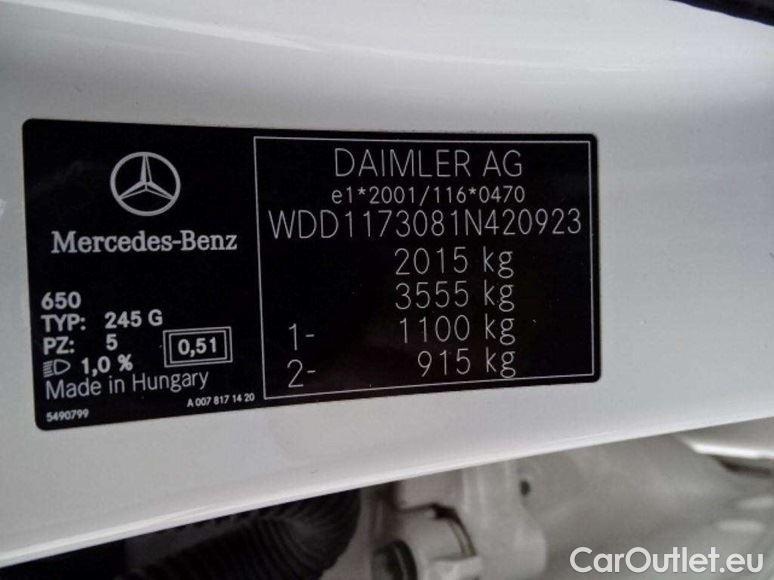 Mercedes-Benz
650
TYP: 245 G
PZ: 5
1,0 %
0,51
Made in Hungary
5490799
A 007 817 14 20
DAIMLER AG
e1*2001/116*0470
WDD1173081N420923
2015 kg
3555 kg
1- 1100 kg
2- 915 kg
CarOutlet.eu